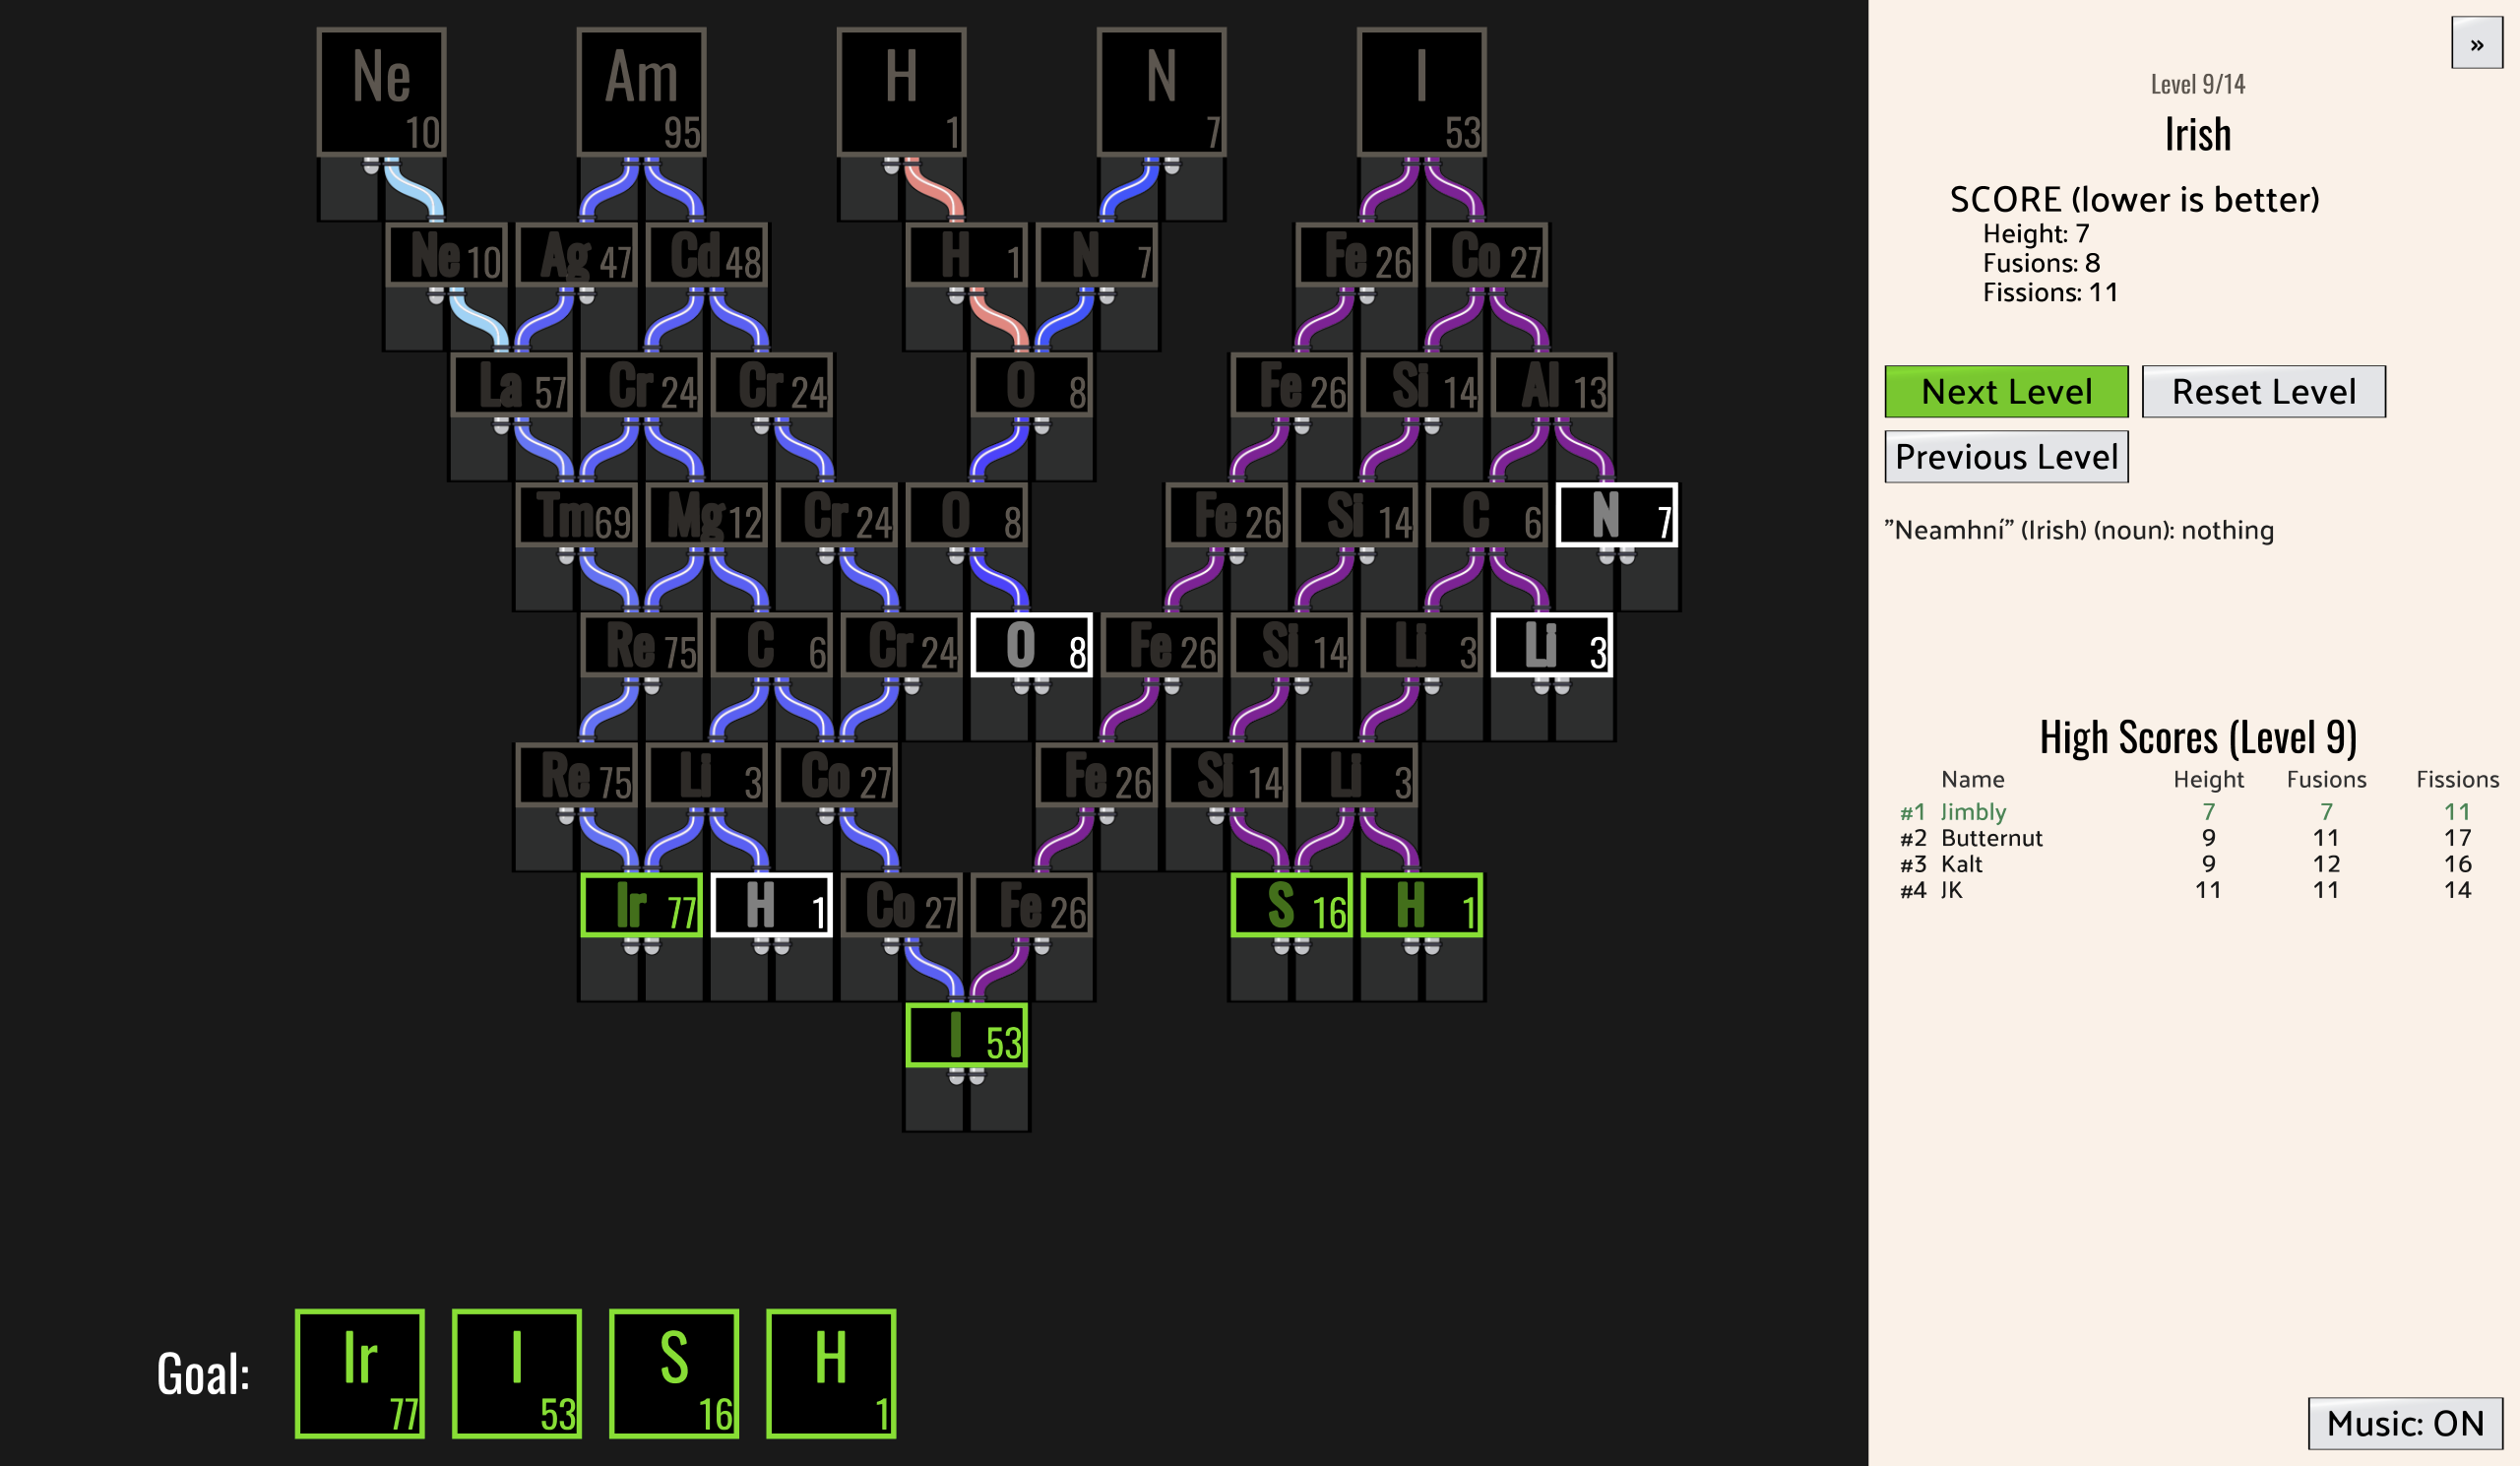 Ne Am H N I
10 95 1 7 53
Ne 10 Ag 47 Cd 48 H 1 N 7 Fe 26 Co 27
La 57 Cr 24 Cr 24 O 8 Fe 26 Si 14 Al 13
Tm 69 Mg 12 Cr 24 O 8 Fe 26 Si 14 C 6 N 7
Re 75 C 6 Cr 24 O 8 Fe 26 Si 14 Li 3 Li 3
Re 75 Li 3 Co 27 Fe 26 Si 14 Li 3
Ir 77 H 1 Co 27 Fe 26 S 16 H 1
I 53
Goal: Ir I S H
77 53 16 1
»
Level 9/14
Irish
SCORE (lower is better)
Height: 7
Fusions: 8
Fissions: 11
Next Level Reset Level
Previous Level
"Neamhní" (Irish) (noun): nothing
High Scores (Level 9)
Name Height Fusions Fissions
#1 Jimbly 7 7 11
#2 Butternut 9 11 17
#3 Kalt 9 12 16
#4 JK 11 11 14
Music: ON